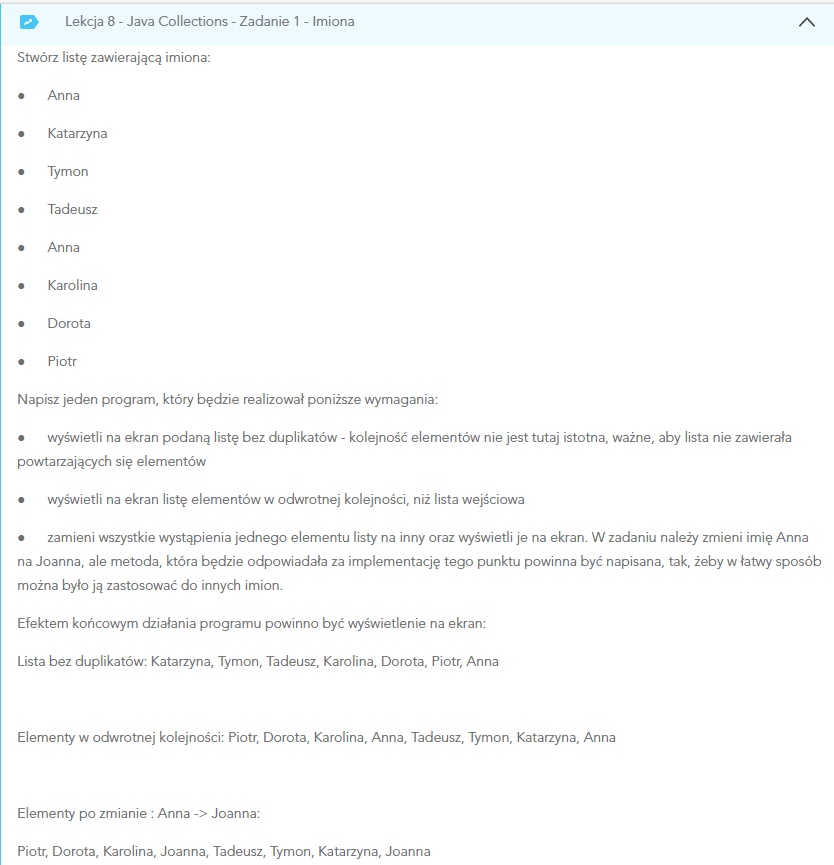 Lekcja 8 - Java Collections - Zadanie 1 - Imiona
Stwórz listę zawierającą imiona:
● Anna
● Katarzyna
● Tymon
● Tadeusz
● Anna
● Karolina
● Dorota
● Piotr
Napisz jeden program, który będzie realizował poniższe wymagania:
● wyświetli na ekran podaną listę bez duplikatów - kolejność elementów nie jest tutaj istotna, ważne, aby lista nie zawierała
powtarzających się elementów
● wyświetli na ekran listę elementów w odwrotnej kolejności, niż lista wejściowa
● zamieni wszystkie wystąpienia jednego elementu listy na inny oraz wyświetli je na ekran. W zadaniu należy zmieni imię Anna
na Joanna, ale metoda, która będzie odpowiadała za implementację tego punktu powinna być napisana, tak, żeby w łatwy sposób
można było ją zastosować do innych imion.
Efektem końcowym działania programu powinno być wyświetlenie na ekran:
Lista bez duplikatów: Katarzyna, Tymon, Tadeusz, Karolina, Dorota, Piotr, Anna
Elementy w odwrotnej kolejności: Piotr, Dorota, Karolina, Anna, Tadeusz, Tymon, Katarzyna, Anna
Elementy po zmianie : Anna -> Joanna:
Piotr, Dorota, Karolina, Joanna, Tadeusz, Tymon, Katarzyna, Joanna